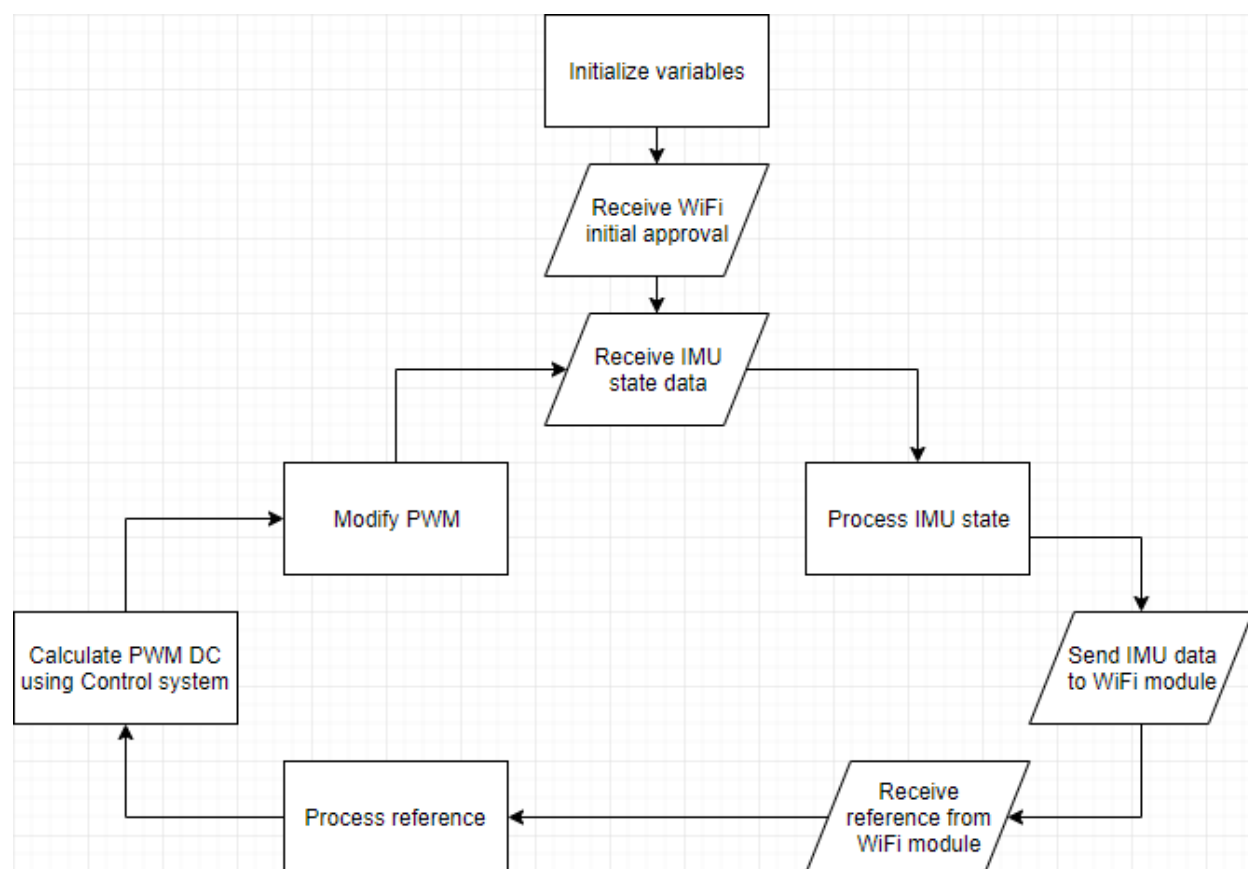 Initialize variables
Receive WiFi
initial approval
Receive IMU
state data
Modify PWM
Process IMU state
Calculate PWM DC
using Control system
Send IMU data
to WiFi module
Process reference
Receive
reference from
WiFi module